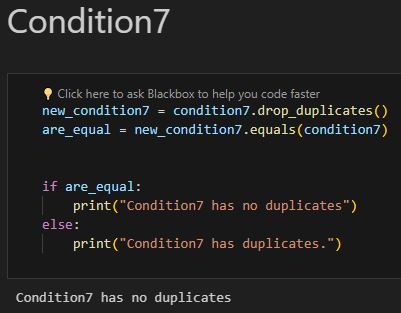 Condition7
Click here to ask Blackbox to help you code faster
new_condition7 = condition7.drop_duplicates()
are_equal = new_condition7.equals(condition7)
if are_equal:
    print("Condition7 has no duplicates")
else:
    print("Condition7 has duplicates.")
Condition7 has no duplicates